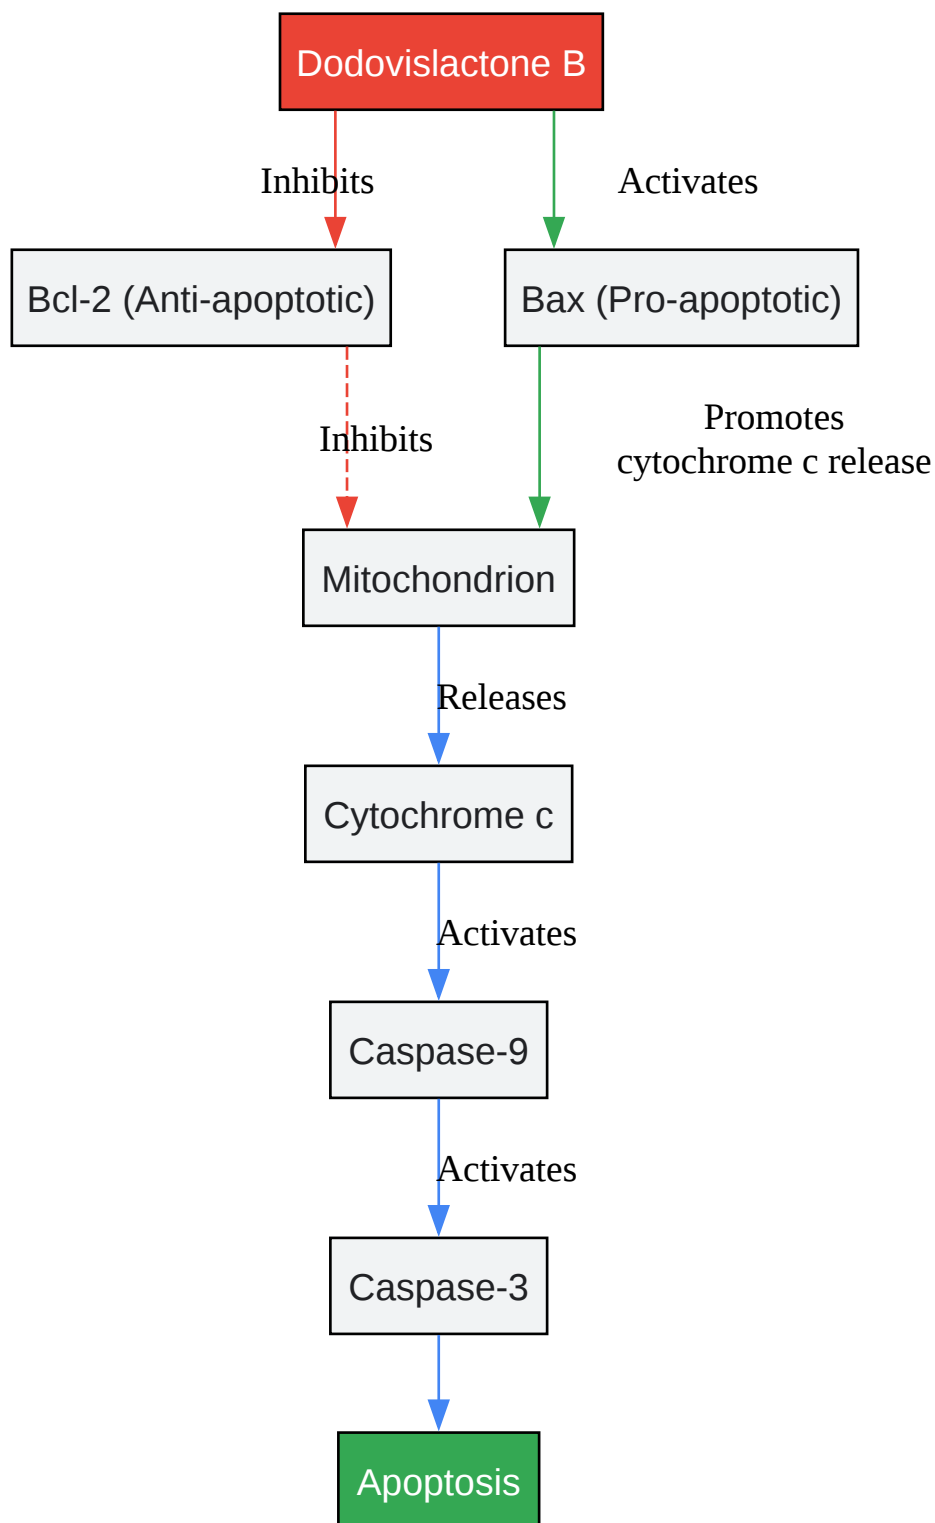 Dodovislactone B
Inhibits
Activates
Bcl-2 (Anti-apoptotic)
Bax (Pro-apoptotic)
Inhibits
Promotes
cytochrome c release
Mitochondrion
Releases
Cytochrome c
Activates
Caspase-9
Activates
Caspase-3
Apoptosis